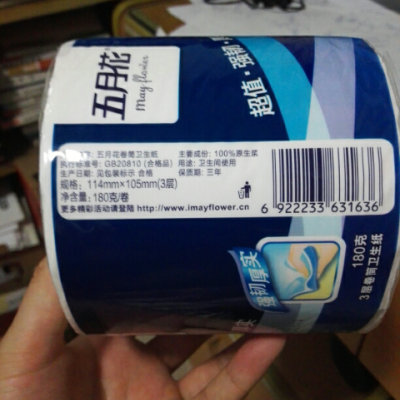 五月花
may flower
超值·强韧
五月花卷筒卫生纸
主要成份：100%原生浆
执行标准号：GB20810 (合格品)
用途：卫生间使用
生产日期：见包装标示 合格
保质期：三年
规格：114mm×105mm(3层)
净含量：180克/卷
更多精彩活动请登陆 http://www.imayflower.cn
6 922233 631636
强韧厚实
180克
3层卷筒卫生纸